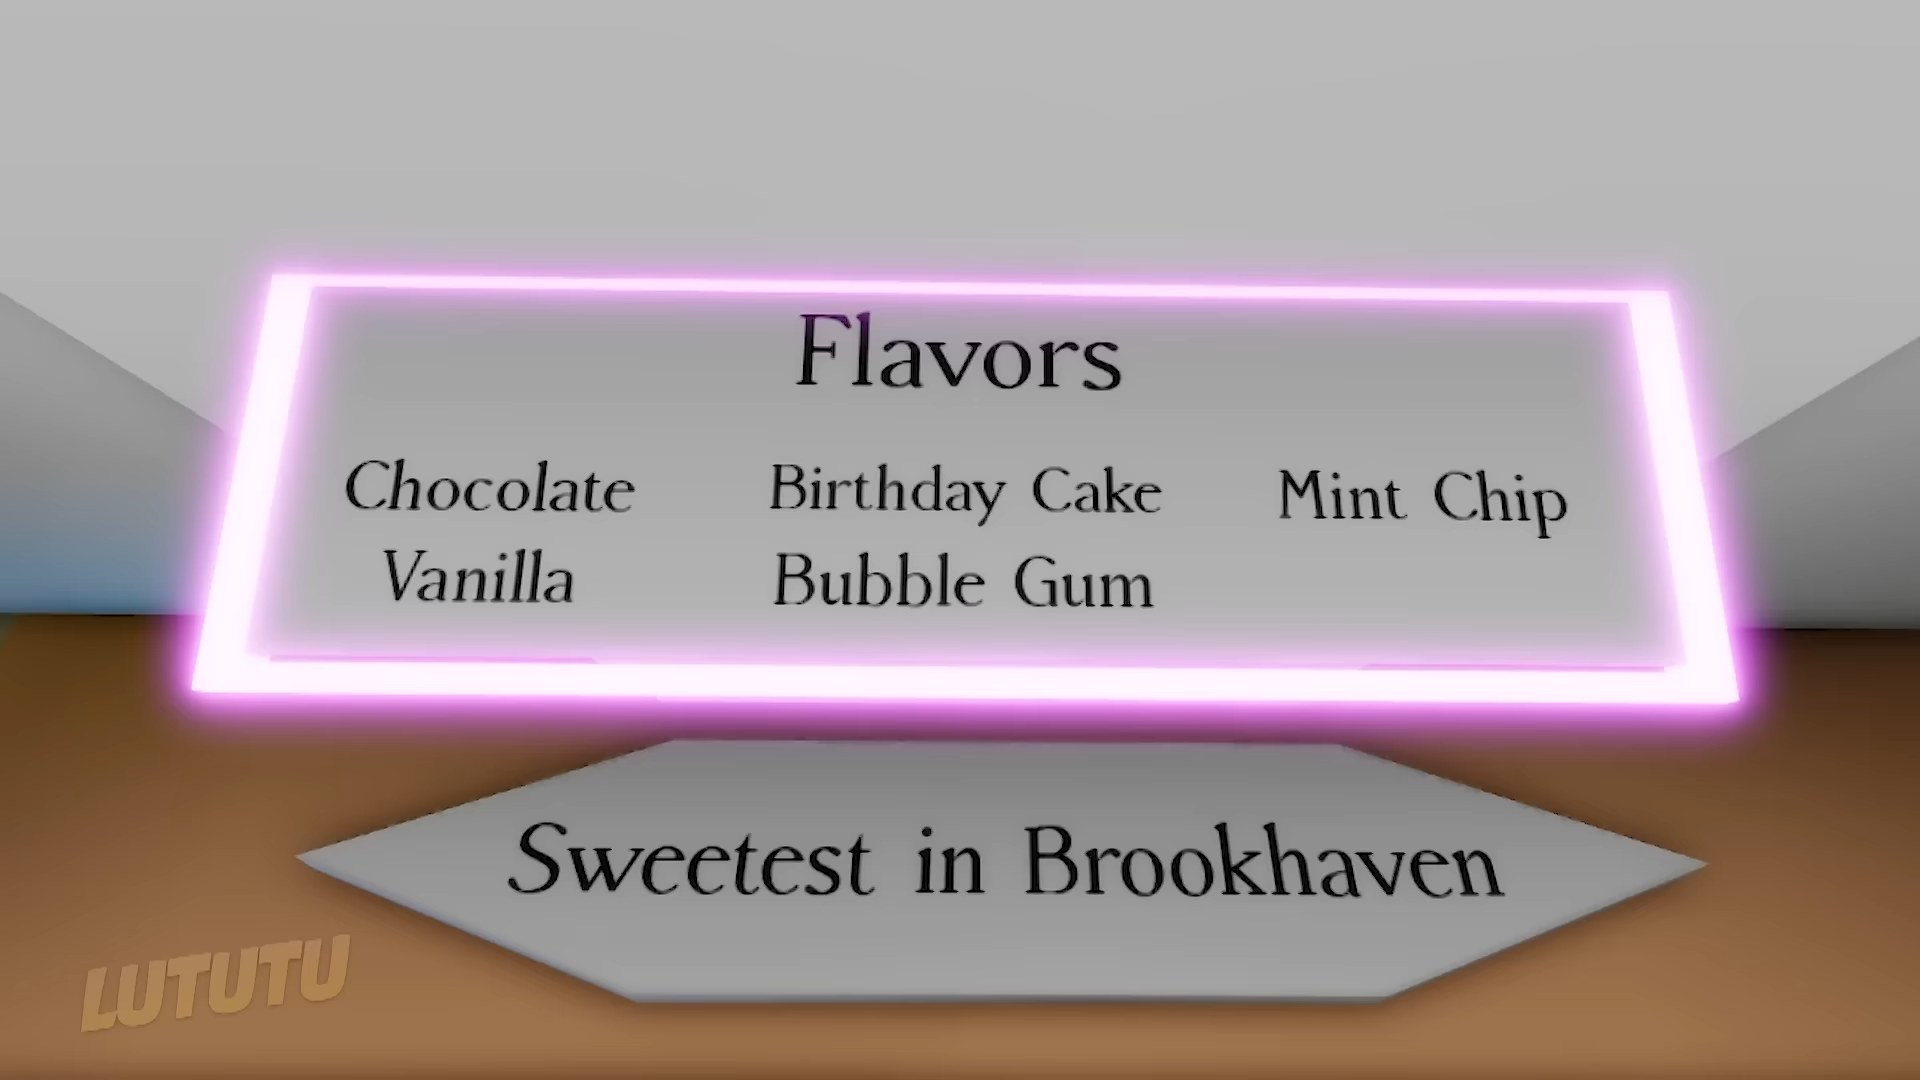 Flavors
Chocolate Birthday Cake Mint Chip
Vanilla Bubble Gum
Sweetest in Brookhaven
LUTUTU